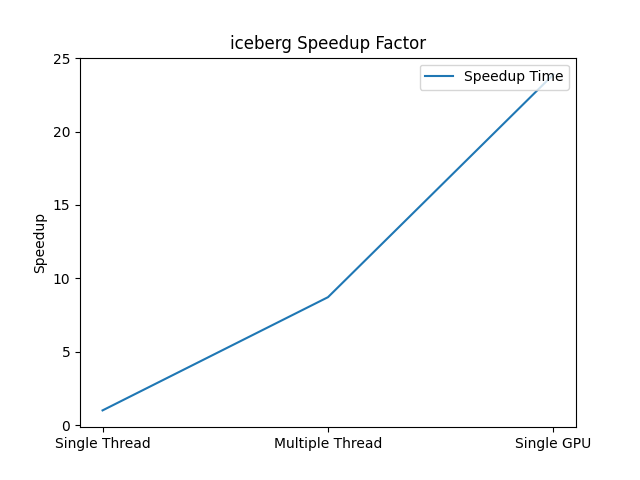 iceberg Speedup Factor
25
Speedup Time
20
15
10
5
0
Speedup
Single Thread
Multiple Thread
Single GPU